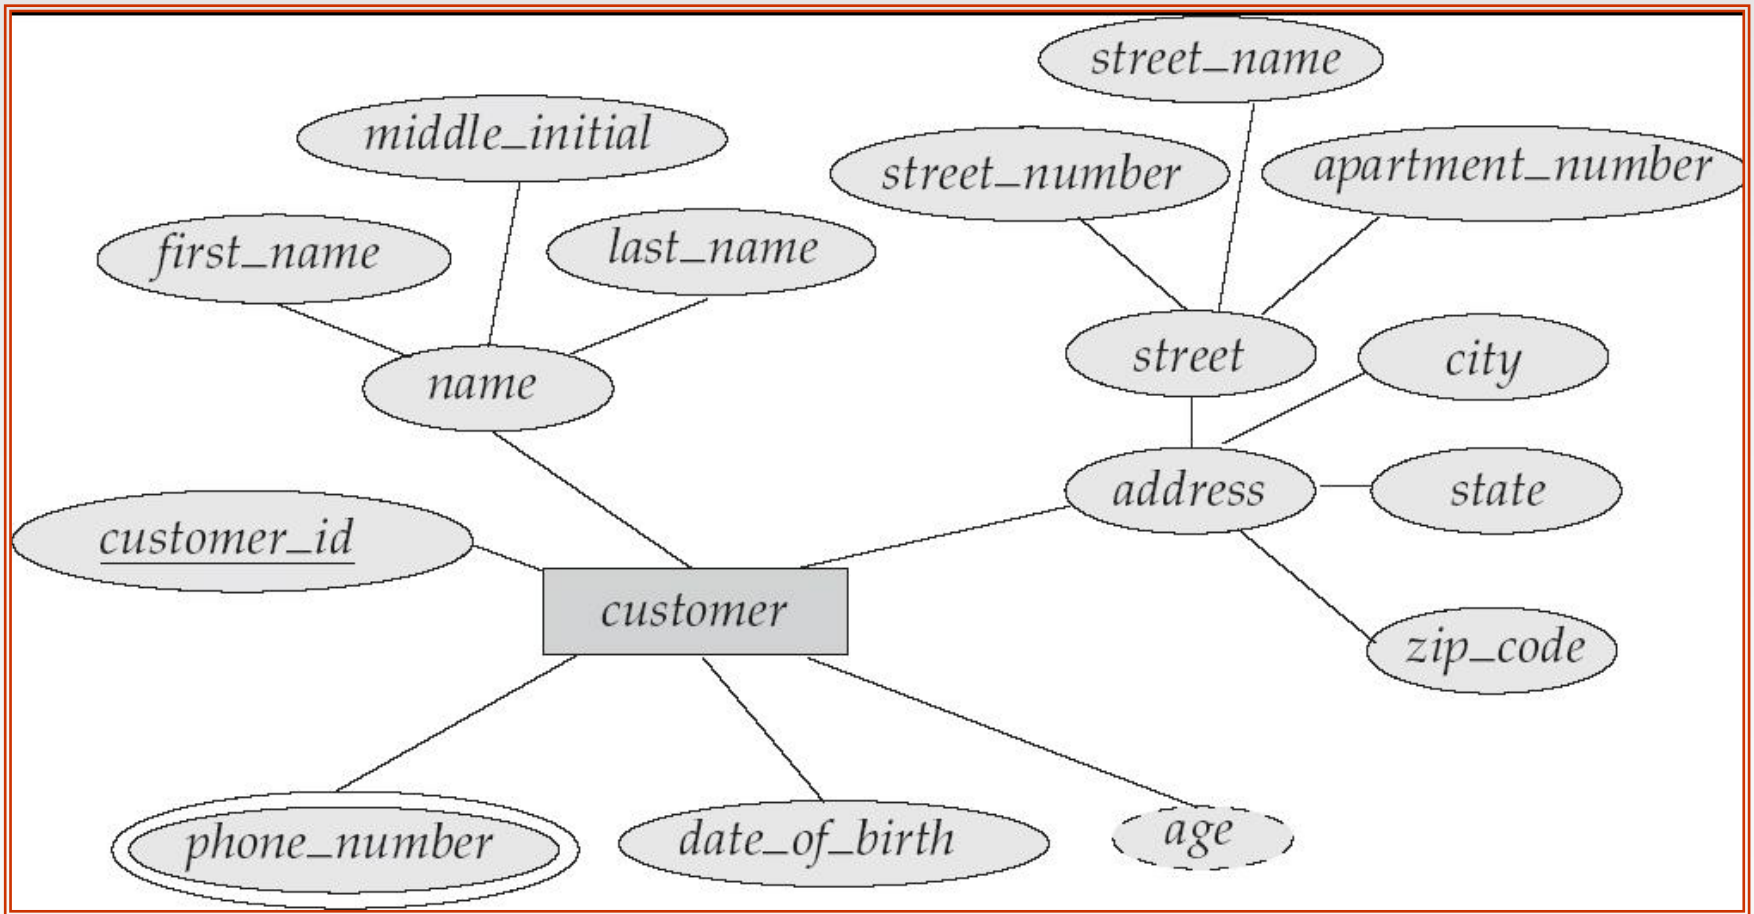 street_name
middle_initial
street_number
apartment_number
first_name
last_name
street
city
name
address
state
customer_id
customer
zip_code
phone_number
date_of_birth
age